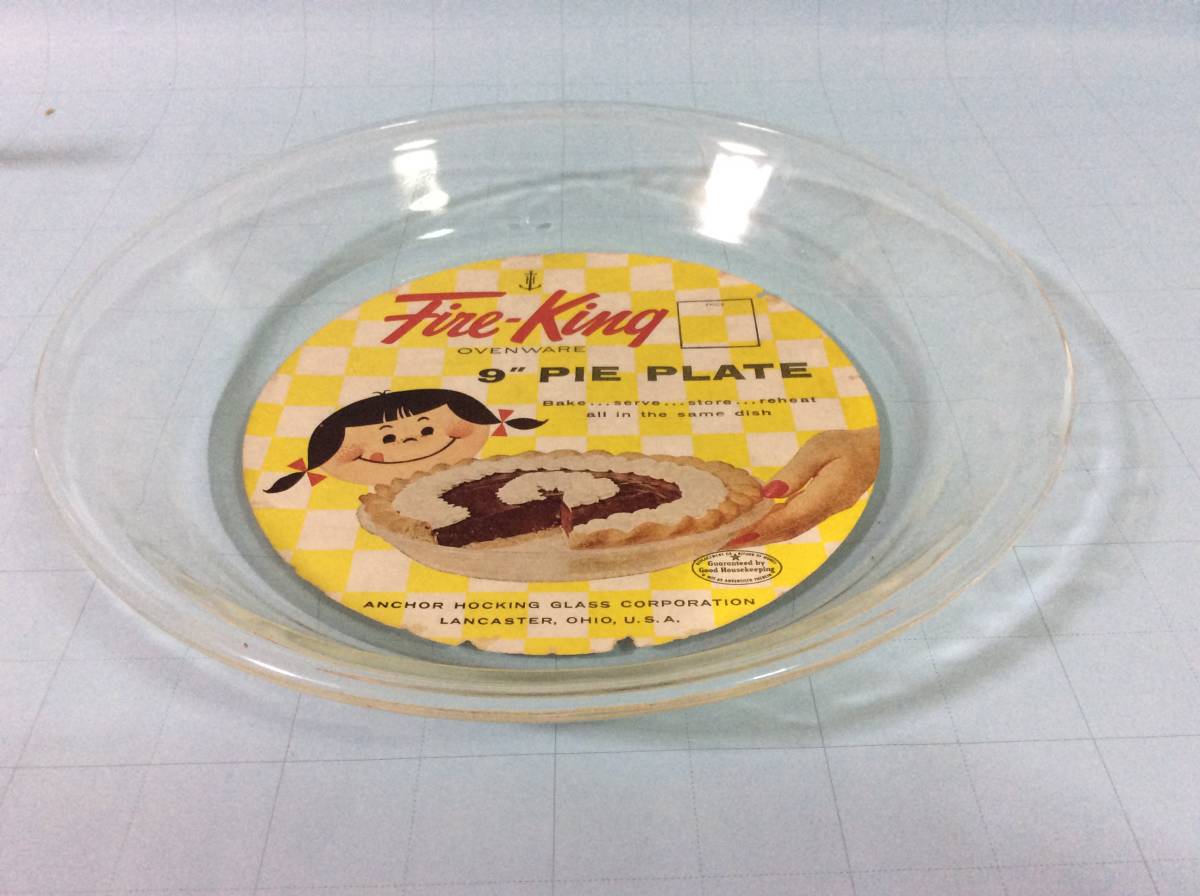 Fire-King
PRICE
OVENWARE
9" PIE PLATE
Bake...serve...store...reheat
all in the same dish
Guaranteed by
Good Housekeeping
ANCHOR HOCKING GLASS CORPORATION
LANCASTER, OHIO, U.S.A.